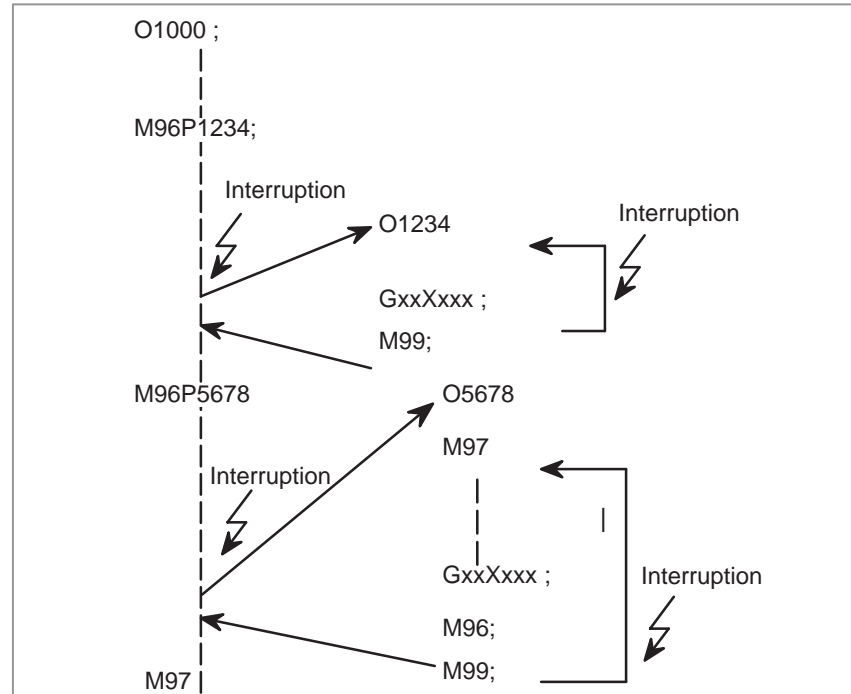 O1000 ;
M96P1234;
Interruption
O1234
Interruption
GxxXxxx ;
M99;
M96P5678
O5678
M97
Interruption
GxxXxxx ;
Interruption
M96;
M99;
M97